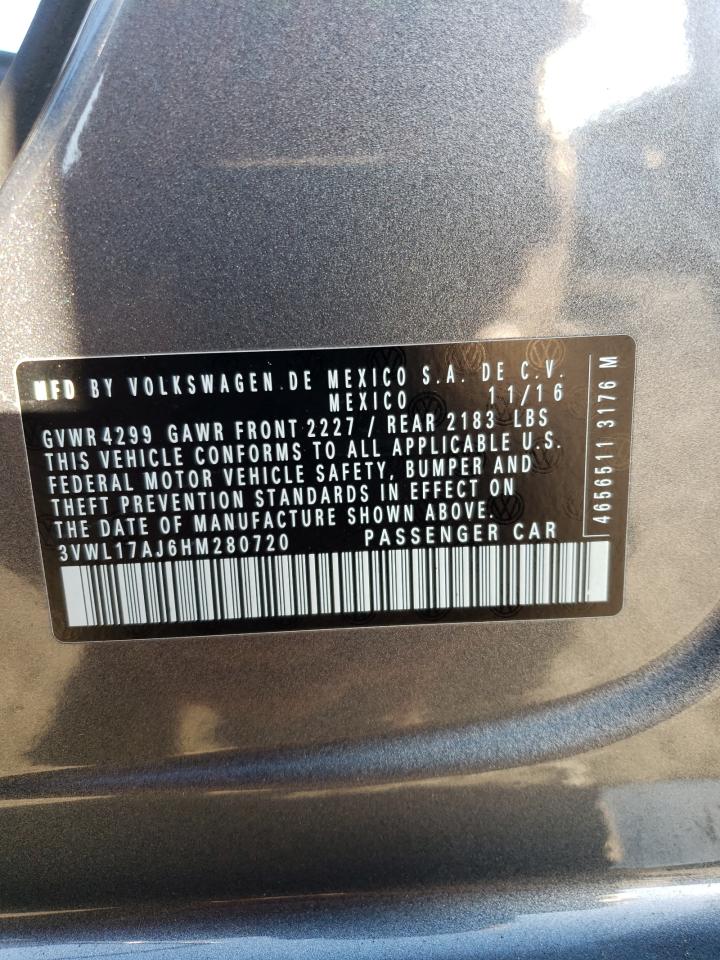 MFD BY VOLKSWAGEN DE MEXICO S.A. DE C.V.
MEXICO 11/16
GVWR 4299 GAWR FRONT 2227 / REAR 2183 LBS
THIS VEHICLE CONFORMS TO ALL APPLICABLE U.S.
FEDERAL MOTOR VEHICLE SAFETY, BUMPER AND
THEFT PREVENTION STANDARDS IN EFFECT ON
THE DATE OF MANUFACTURE SHOWN ABOVE.
3VWL17AJ6HM280720 PASSENGER CAR
4656511 3176 M